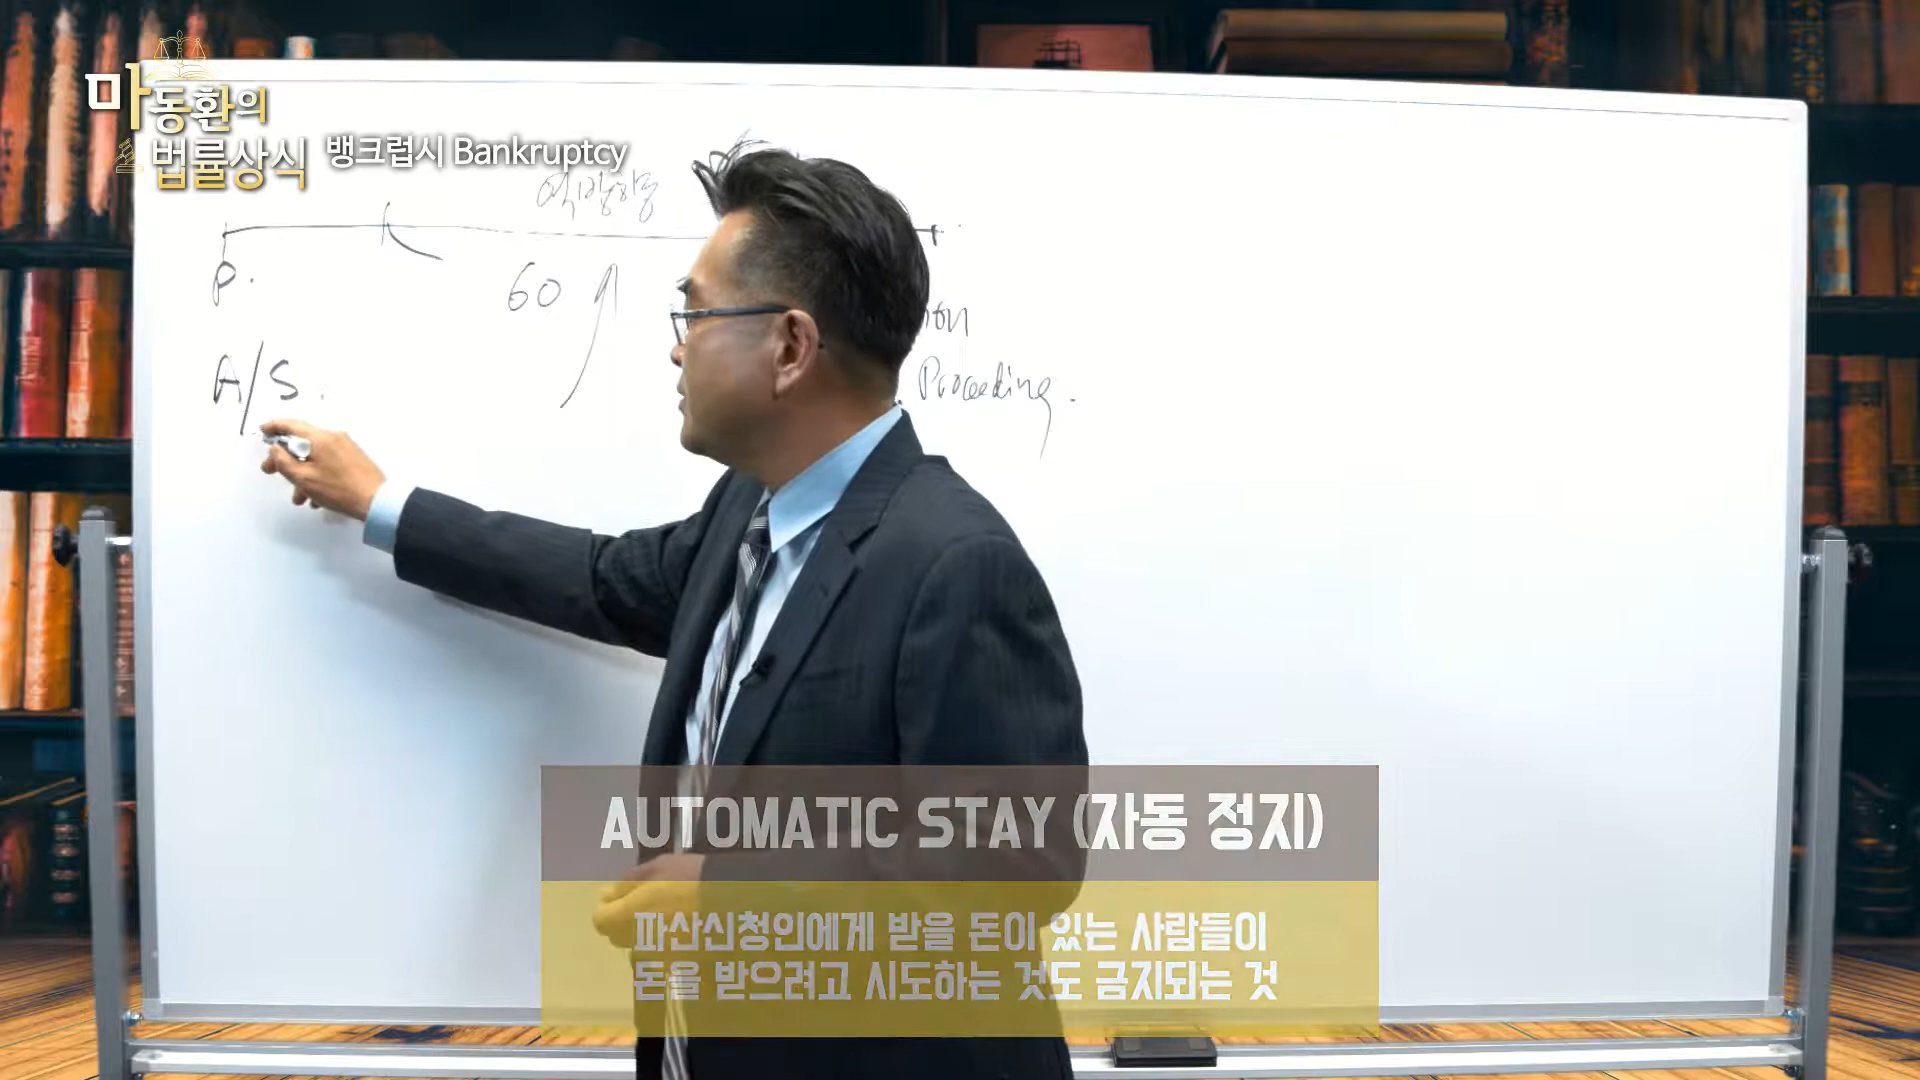 마동환의
법률상식
뱅크럽시 Bankruptcy
P.
60
A/S.
Proceeding.
AUTOMATIC STAY (자동 정지)
파산신청인에게 받을 돈이 있는 사람들이
돈을 받으려고 시도하는 것도 금지되는 것